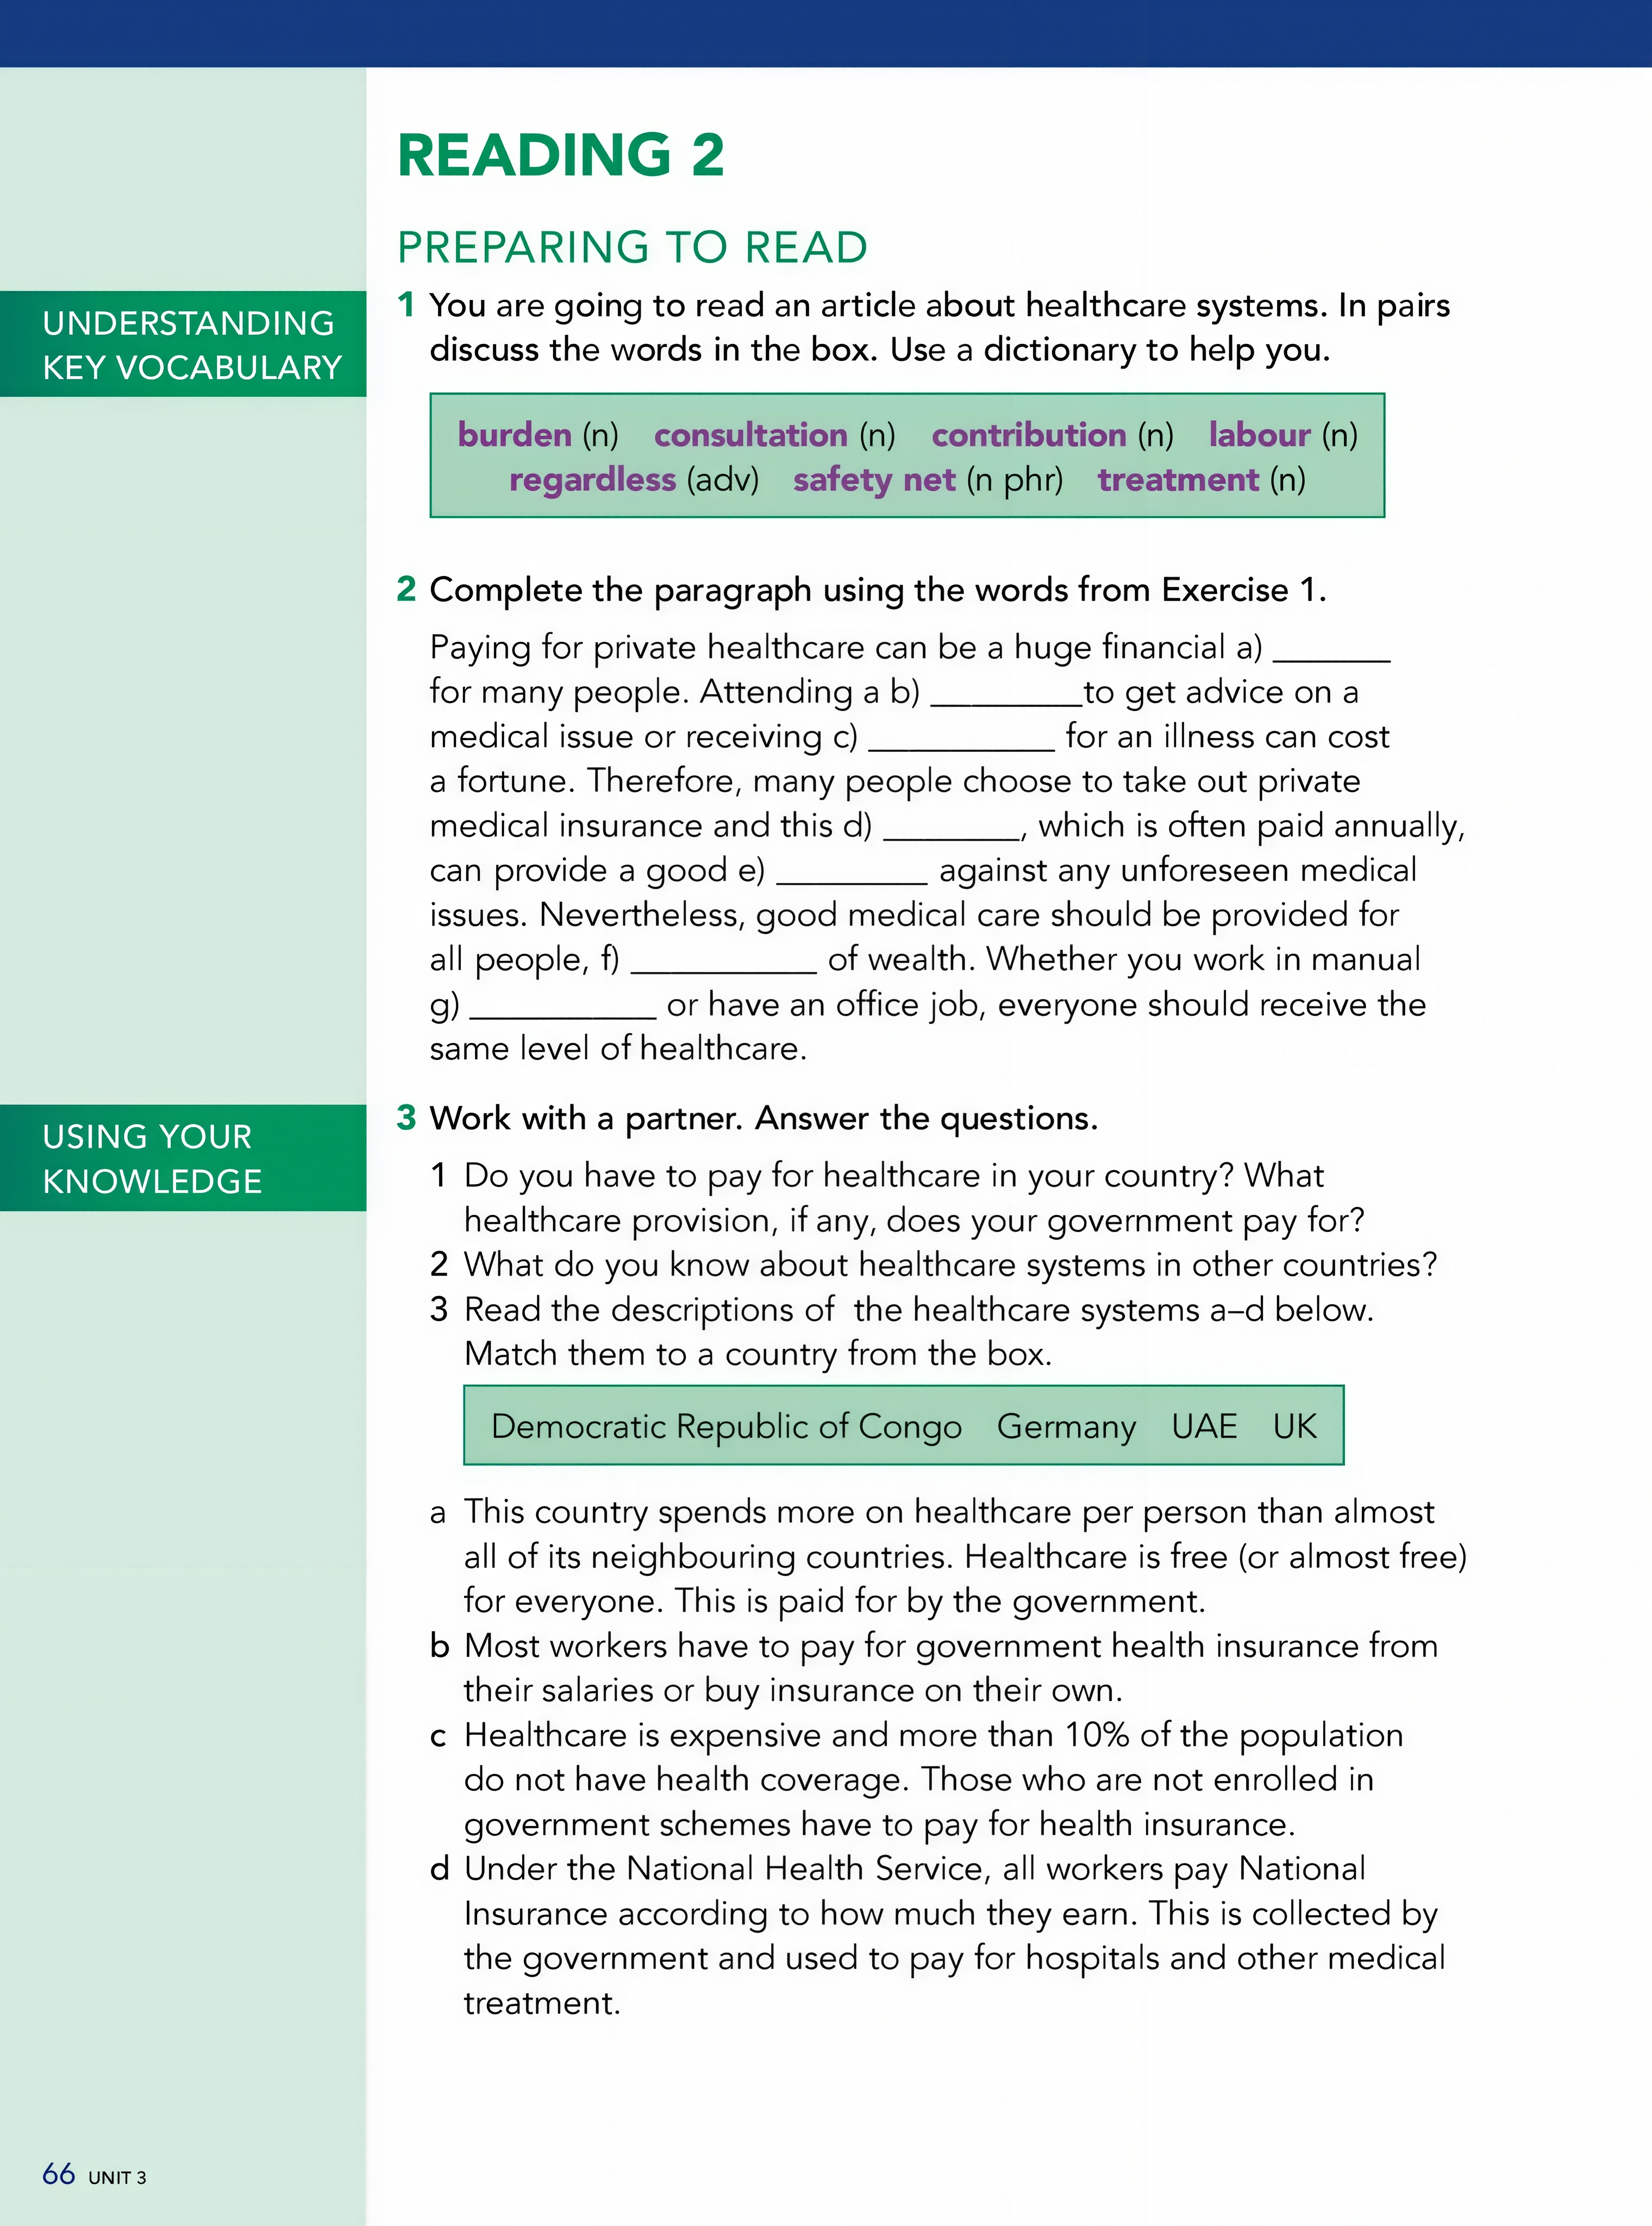 READING 2
PREPARING TO READ
UNDERSTANDING
KEY VOCABULARY
1 You are going to read an article about healthcare systems. In pairs
discuss the words in the box. Use a dictionary to help you.
burden (n) consultation (n) contribution (n) labour (n)
regardless (adv) safety net (n phr) treatment (n)
2 Complete the paragraph using the words from Exercise 1.
Paying for private healthcare can be a huge financial a) _______
for many people. Attending a b) _________to get advice on a
medical issue or receiving c) ___________ for an illness can cost
a fortune. Therefore, many people choose to take out private
medical insurance and this d) ________, which is often paid annually,
can provide a good e) _________ against any unforeseen medical
issues. Nevertheless, good medical care should be provided for
all people, f) ___________ of wealth. Whether you work in manual
g) ___________ or have an office job, everyone should receive the
same level of healthcare.
USING YOUR
KNOWLEDGE
3 Work with a partner. Answer the questions.
1 Do you have to pay for healthcare in your country? What
healthcare provision, if any, does your government pay for?
2 What do you know about healthcare systems in other countries?
3 Read the descriptions of the healthcare systems a–d below.
Match them to a country from the box.
Democratic Republic of Congo Germany UAE UK
a This country spends more on healthcare per person than almost
all of its neighbouring countries. Healthcare is free (or almost free)
for everyone. This is paid for by the government.
b Most workers have to pay for government health insurance from
their salaries or buy insurance on their own.
c Healthcare is expensive and more than 10% of the population
do not have health coverage. Those who are not enrolled in
government schemes have to pay for health insurance.
d Under the National Health Service, all workers pay National
Insurance according to how much they earn. This is collected by
the government and used to pay for hospitals and other medical
treatment.
66 UNIT 3